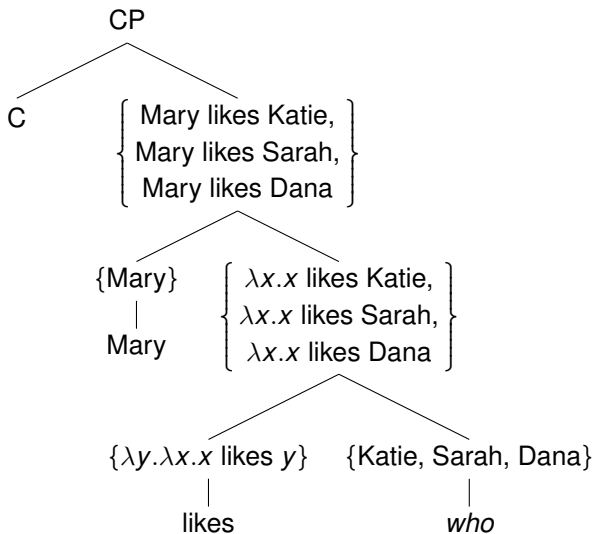 CP
C
{ Mary likes Katie,
Mary likes Sarah,
Mary likes Dana }
{Mary}
{ λx.x likes Katie,
λx.x likes Sarah,
λx.x likes Dana }
Mary
{λy.λx.x likes y} {Katie, Sarah, Dana}
likes who